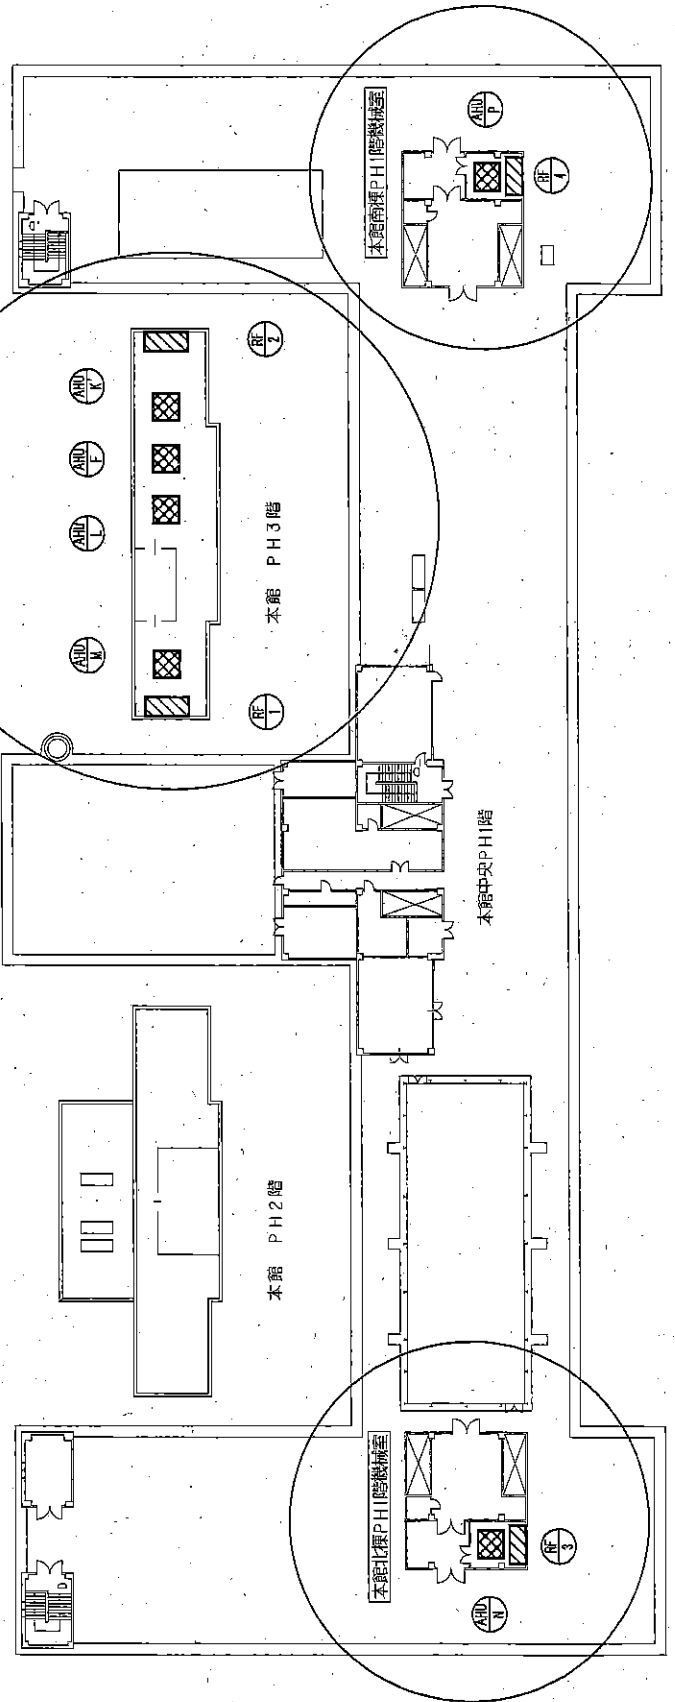 本館南棟PH1階機械室
AHU
P
RF
4
RF
2
AHU
K'
AHU
F
AHU
L
AHU
M
RF
1
本館 PH3階
本館中央PH1階
本館 PH2階
本館北棟PH1階機械室
RF
3
AHU
N